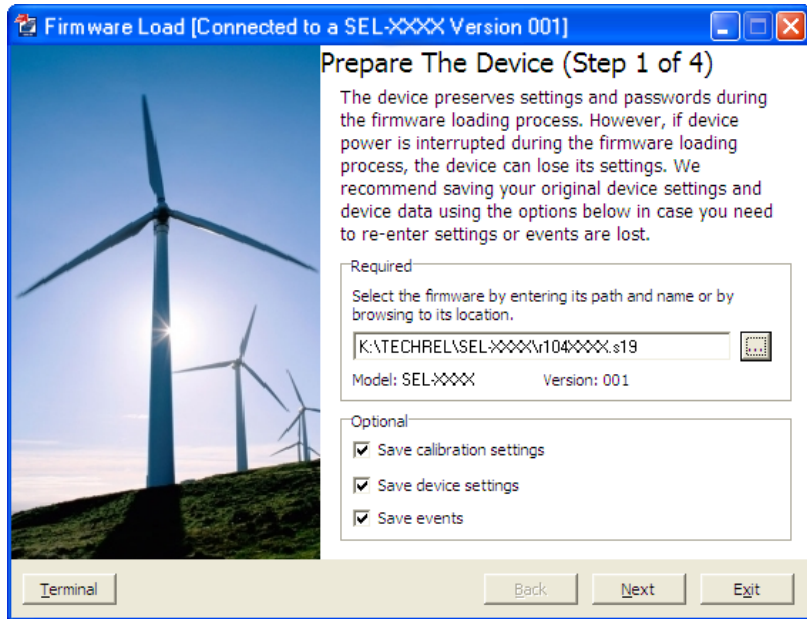 Firmware Load [Connected to a SEL-XXXX Version 001]
Prepare The Device (Step 1 of 4)
The device preserves settings and passwords during
the firmware loading process. However, if device
power is interrupted during the firmware loading
process, the device can lose its settings. We
recommend saving your original device settings and
device data using the options below in case you need
to re-enter settings or events are lost.
Required
Select the firmware by entering its path and name or by
browsing to its location.
K:\TECHREL\SEL-XXXX\r104XXXX.s19
...
Model: SEL-XXXX Version: 001
Optional
Save calibration settings
Save device settings
Save events
Terminal Back Next Exit